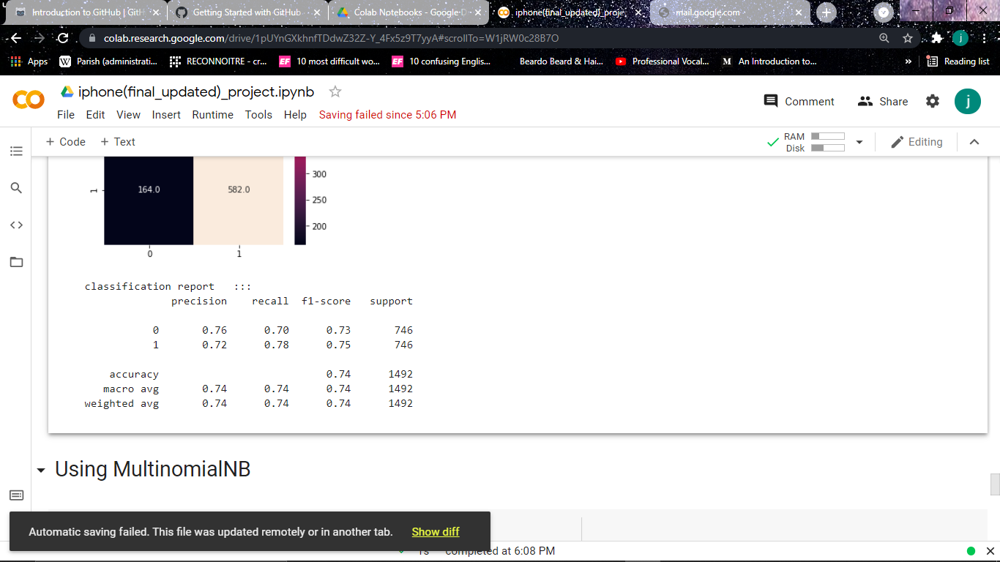 Introduction to GitHub | GitH
Getting Started with GitHub
Colab Notebooks - Google D
iphone(final_updated)_proje
mail.google.com
colab.research.google.com/drive/1pUYnGXkhnfTDdwZ32Z-Y_4Fx5z9T7yyA#scrollTo=W1jRW0c28B7O
j
Apps
W Parish (administrati...
RECONNOITRE - cr...
EF 10 most difficult wo...
EF 10 confusing Englis...
Beardo Beard & Hai...
Professional Vocal...
M An Introduction to...
»
Reading list
CO
iphone(final_updated)_project.ipynb
Comment
Share
j
File Edit View Insert Runtime Tools Help Saving failed since 5:06 PM
+ Code + Text
RAM
Disk
Editing
300
1 164.0 582.0
250
200
0 1
classification report :::
precision recall f1-score support
0 0.76 0.70 0.73 746
1 0.72 0.78 0.75 746
accuracy 0.74 1492
macro avg 0.74 0.74 0.74 1492
weighted avg 0.74 0.74 0.74 1492
Using MultinomialNB
Automatic saving failed. This file was updated remotely or in another tab. Show diff
1s completed at 6:08 PM